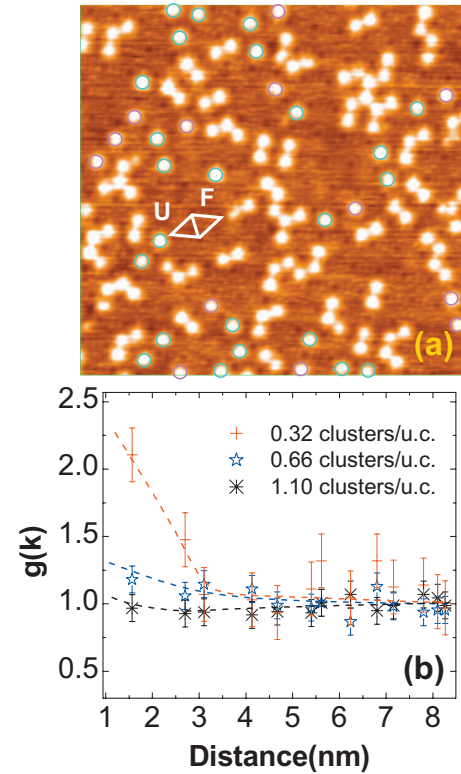 F
U
(a)
2.5
2.0
1.5
1.0
0.5
g(k)
0.32 clusters/u.c.
0.66 clusters/u.c.
1.10 clusters/u.c.
(b)
1 2 3 4 5 6 7 8
Distance(nm)